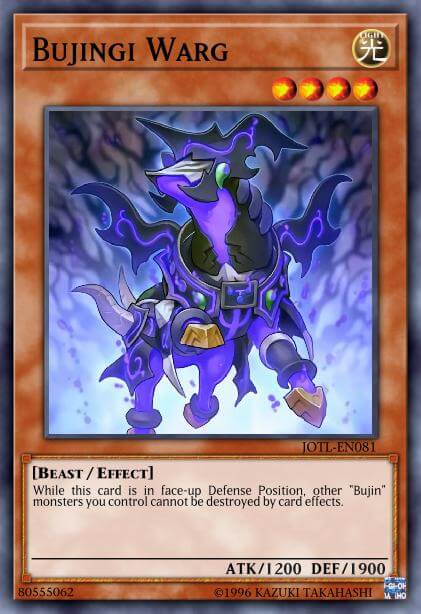 Bujingi Warg
LIGHT
光
JOTL-EN081
[Beast / Effect]
While this card is in face-up Defense Position, other "Bujin"
monsters you control cannot be destroyed by card effects.
ATK/1200 DEF/1900
80555062
©1996 KAZUKI TAKAHASHI